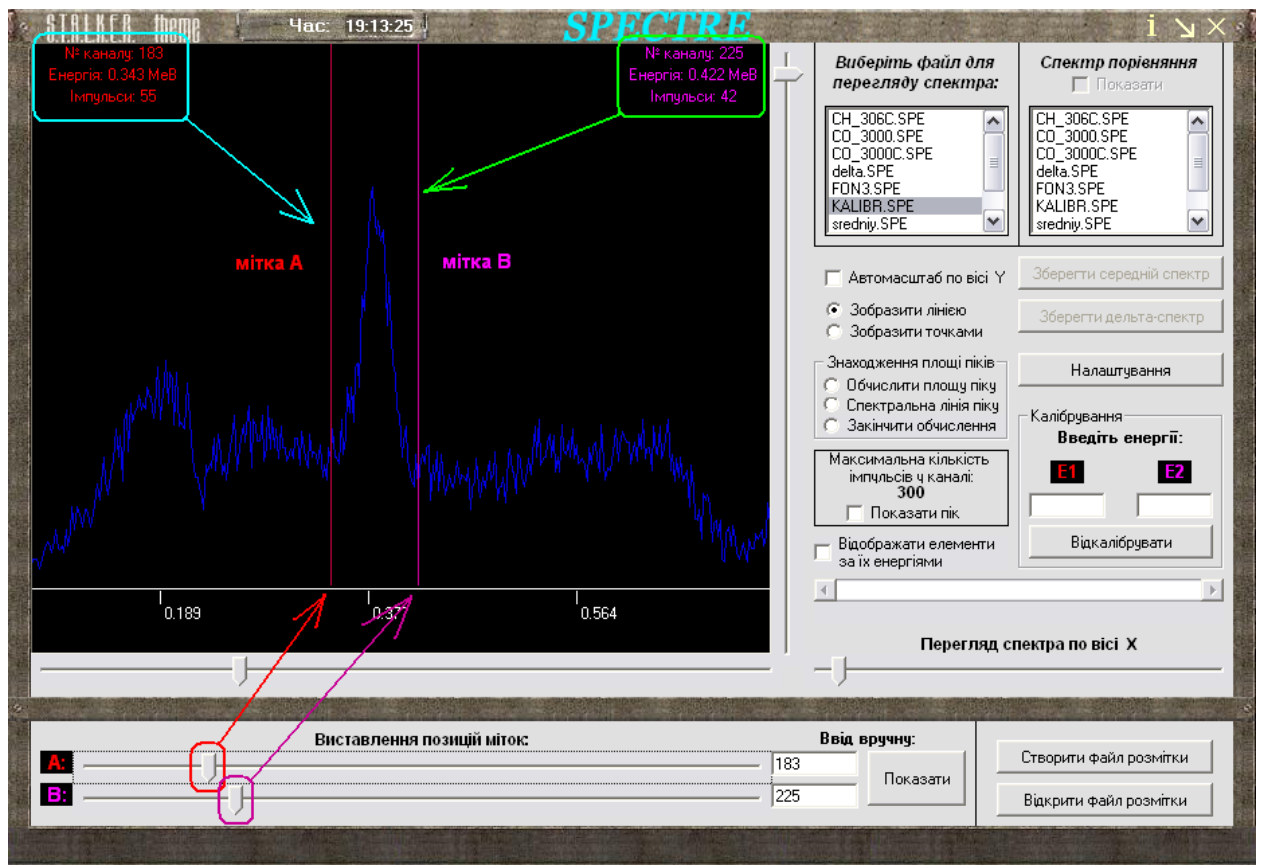 S.T.A.L.K.E.R. theme
Час: 19:13:25
SPECTRE
№ каналу: 183
Енергія: 0.343 МеВ
Імпульси: 55
№ каналу: 225
Енергія: 0.422 МеВ
Імпульси: 42
мітка А
мітка В
0.189
0.377
0.564
Виберіть файл для
перегляду спектра:
CH_306C.SPE
CO_3000.SPE
CO_3000C.SPE
delta.SPE
FON3.SPE
KALIBR.SPE
sredniy.SPE
Спектр порівняння
Показати
CH_306C.SPE
CO_3000.SPE
CO_3000C.SPE
delta.SPE
FON3.SPE
KALIBR.SPE
sredniy.SPE
Автомасштаб по вісі Y
Зобразити лінією
Зобразити точками
Знаходження площі піків
Обчислити площу піку
Спектральна лінія піку
Закінчити обчислення
Максимальна кількість
імпульсів у каналі:
300
Показати пік
Відображати елементи
за їх енергіями
Зберегти середній спектр
Зберегти дельта-спектр
Налаштування
Калібрування
Введіть енергії:
E1 E2
Відкалібрувати
Перегляд спектра по вісі X
Виставлення позицій міток:
A:
B:
Ввід вручну:
183
225
Показати
Створити файл розмітки
Відкрити файл розмітки